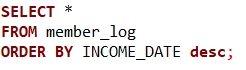 SELECT *
FROM member_log
ORDER BY INCOME_DATE desc;